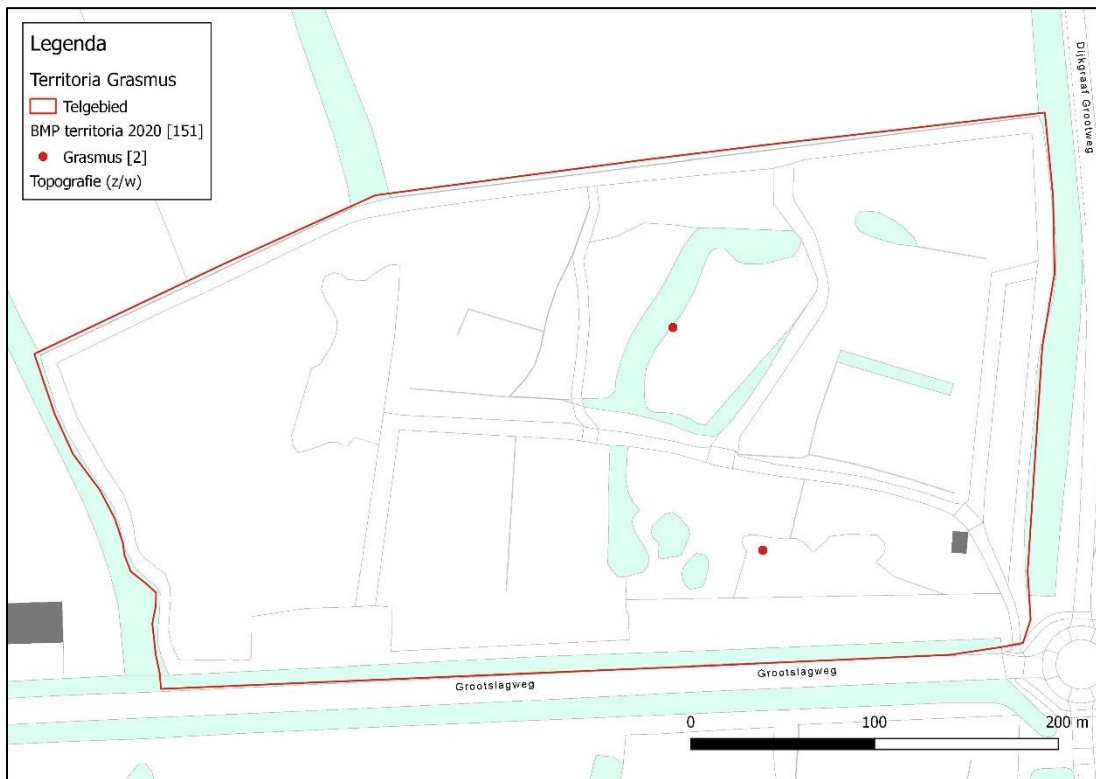 Legenda
Territoria Grasmus
Telgebied
BMP territoria 2020 [151]
Grasmus [2]
Topografie (z/w)
Dijkgraaf Grootweg
Grootslagweg
Grootslagweg
0 100 200 m